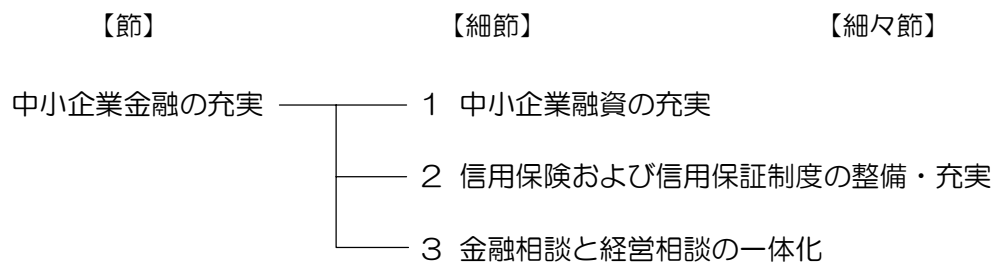 【節】 【細節】 【細々節】
中小企業金融の充実 1 中小企業融資の充実
2 信用保険および信用保証制度の整備・充実
3 金融相談と経営相談の一体化